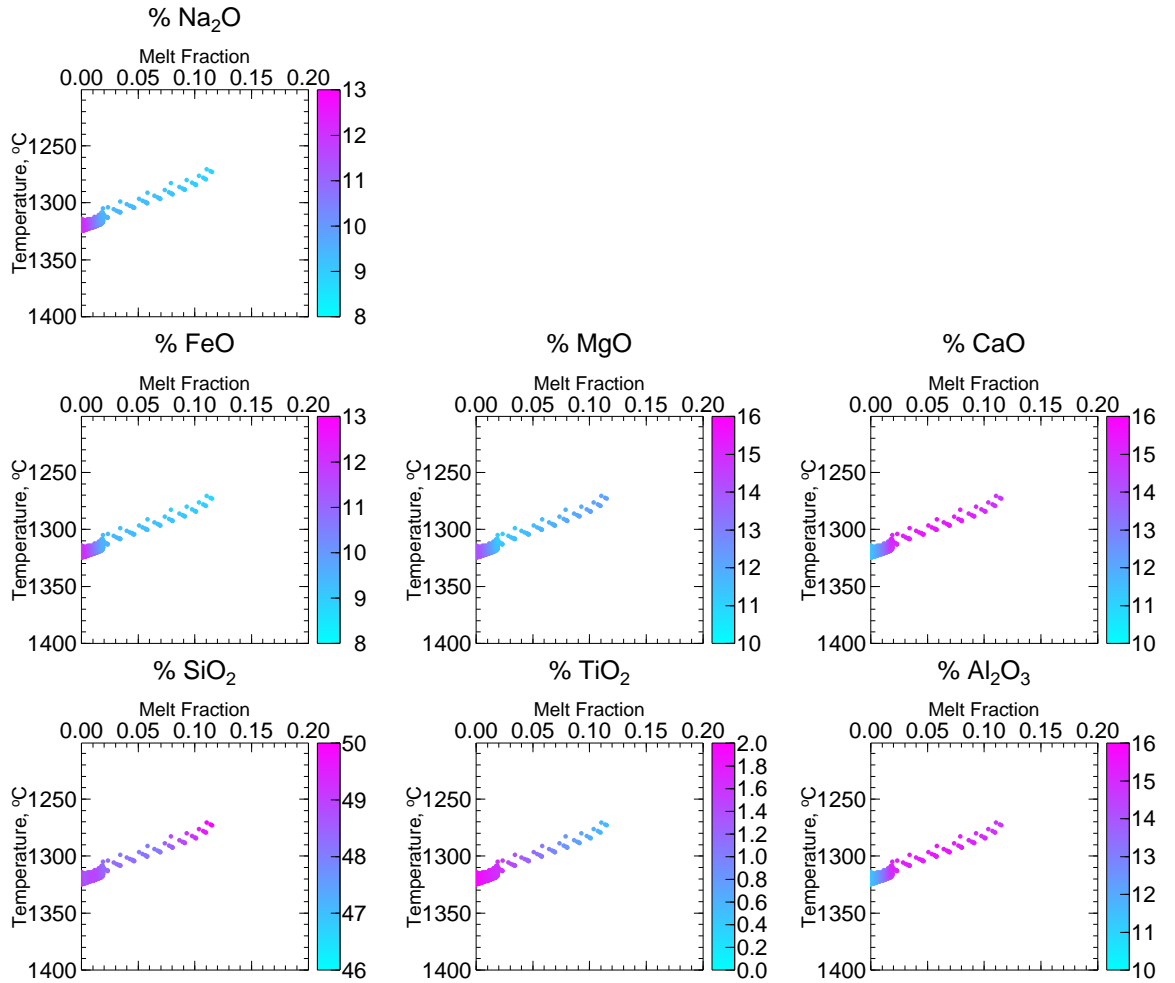 % Na₂O
Melt Fraction
0.00 0.05 0.10 0.15 0.20
Temperature, °C
1250
1300
1350
1400
13
12
11
10
9
8
% FeO
Melt Fraction
0.00 0.05 0.10 0.15 0.20
Temperature, °C
1250
1300
1350
1400
13
12
11
10
9
8
% MgO
Melt Fraction
0.00 0.05 0.10 0.15 0.20
Temperature, °C
1250
1300
1350
1400
16
15
14
13
12
11
10
% CaO
Melt Fraction
0.00 0.05 0.10 0.15 0.20
Temperature, °C
1250
1300
1350
1400
16
15
14
13
12
11
10
% SiO₂
Melt Fraction
0.00 0.05 0.10 0.15 0.20
Temperature, °C
1250
1300
1350
1400
50
49
48
47
46
% TiO₂
Melt Fraction
0.00 0.05 0.10 0.15 0.20
Temperature, °C
1250
1300
1350
1400
2.0
1.8
1.6
1.4
1.2
1.0
0.8
0.6
0.4
0.2
0.0
% Al₂O₃
Melt Fraction
0.00 0.05 0.10 0.15 0.20
Temperature, °C
1250
1300
1350
1400
16
15
14
13
12
11
10